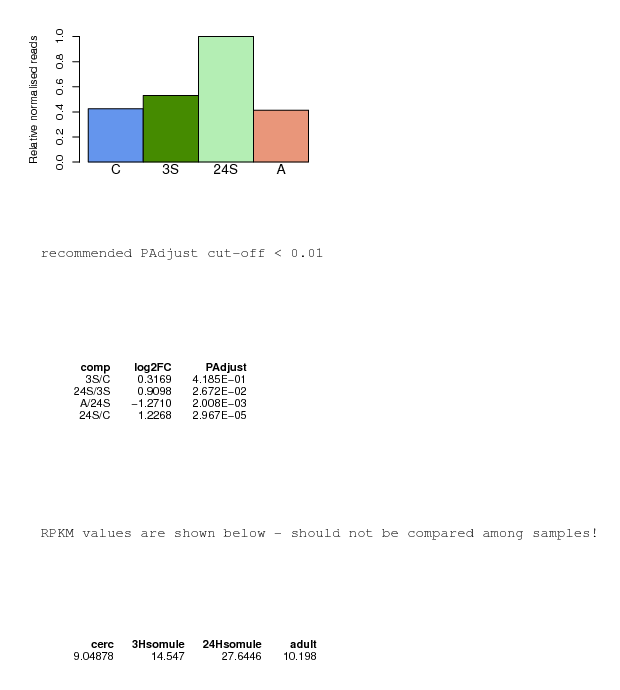 Relative normalised reads
1.0
0.8
0.6
0.4
0.2
0.0
C 3S 24S A
recommended PAdjust cut-off < 0.01
comp log2FC PAdjust
3S/C 0.3169 4.185E−01
24S/3S 0.9098 2.672E−02
A/24S −1.2710 2.008E−03
24S/C 1.2268 2.967E−05
RPKM values are shown below - should not be compared among samples!
cerc 3Hsomule 24Hsomule adult
9.04878 14.547 27.6446 10.198